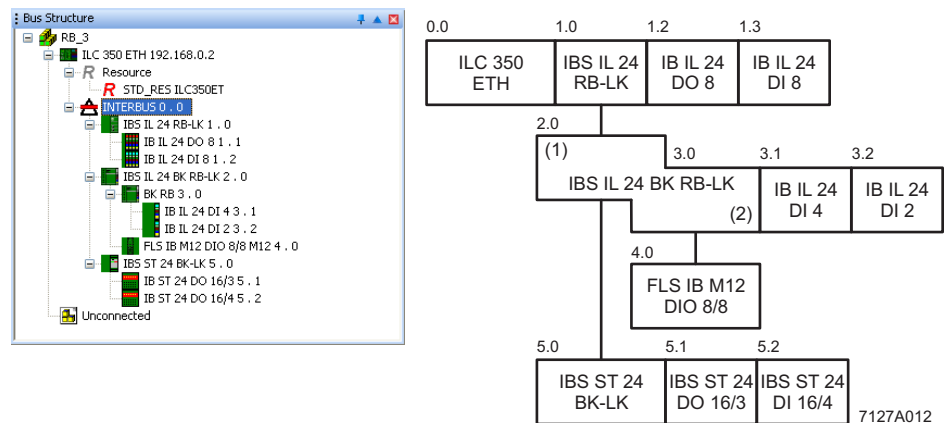 Bus Structure
RB_3
ILC 350 ETH 192.168.0.2
Resource
STD_RES ILC350ET
INTERBUS 0 . 0
IBS IL 24 RB-LK 1 . 0
IB IL 24 DO 8 1 . 1
IB IL 24 DI 8 1 . 2
IBS IL 24 BK RB-LK 2 . 0
BK RB 3 . 0
IB IL 24 DI 4 3 . 1
IB IL 24 DI 2 3 . 2
FLS IB M12 DIO 8/8 M12 4 . 0
IBS ST 24 BK-LK 5 . 0
IB ST 24 DO 16/3 5 . 1
IB ST 24 DO 16/4 5 . 2
Unconnected
0.0 1.0 1.2 1.3
ILC 350
ETH
IBS IL 24
RB-LK
IB IL 24
DO 8
IB IL 24
DI 8
2.0
(1)
3.0 3.1 3.2
IBS IL 24 BK RB-LK
(2)
IB IL 24
DI 4
IB IL 24
DI 2
4.0
FLS IB M12
DIO 8/8
5.0 5.1 5.2
IBS ST 24
BK-LK
IBS ST 24
DO 16/3
IBS ST 24
DI 16/4
7127A012